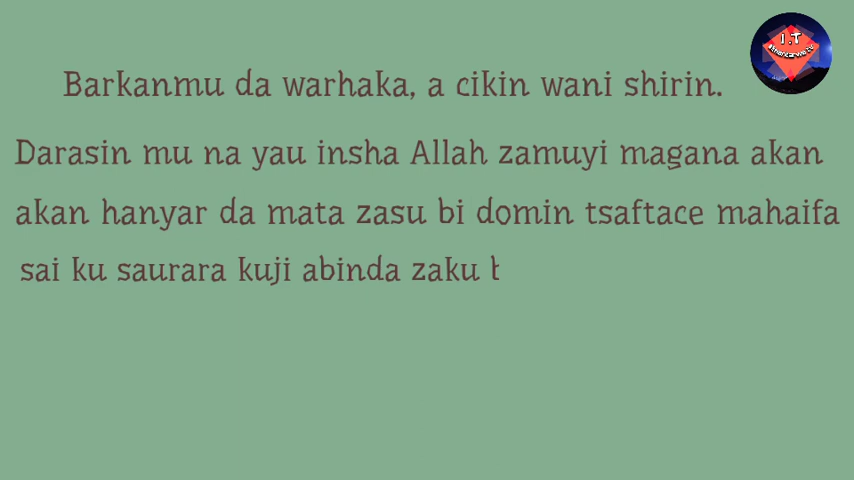 I.T
Barkanmu da warhaka, a cikin wani shirin.
Darasin mu na yau insha Allah zamuyi magana akan
akan hanyar da mata zasu bi domin tsaftace mahaifa
sai ku saurara kuji abinda zaku t